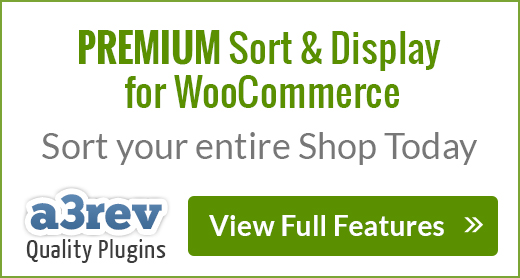 PREMIUM Sort & Display
for WooCommerce
Sort your entire Shop Today
a3rev
Quality Plugins
View Full Features »